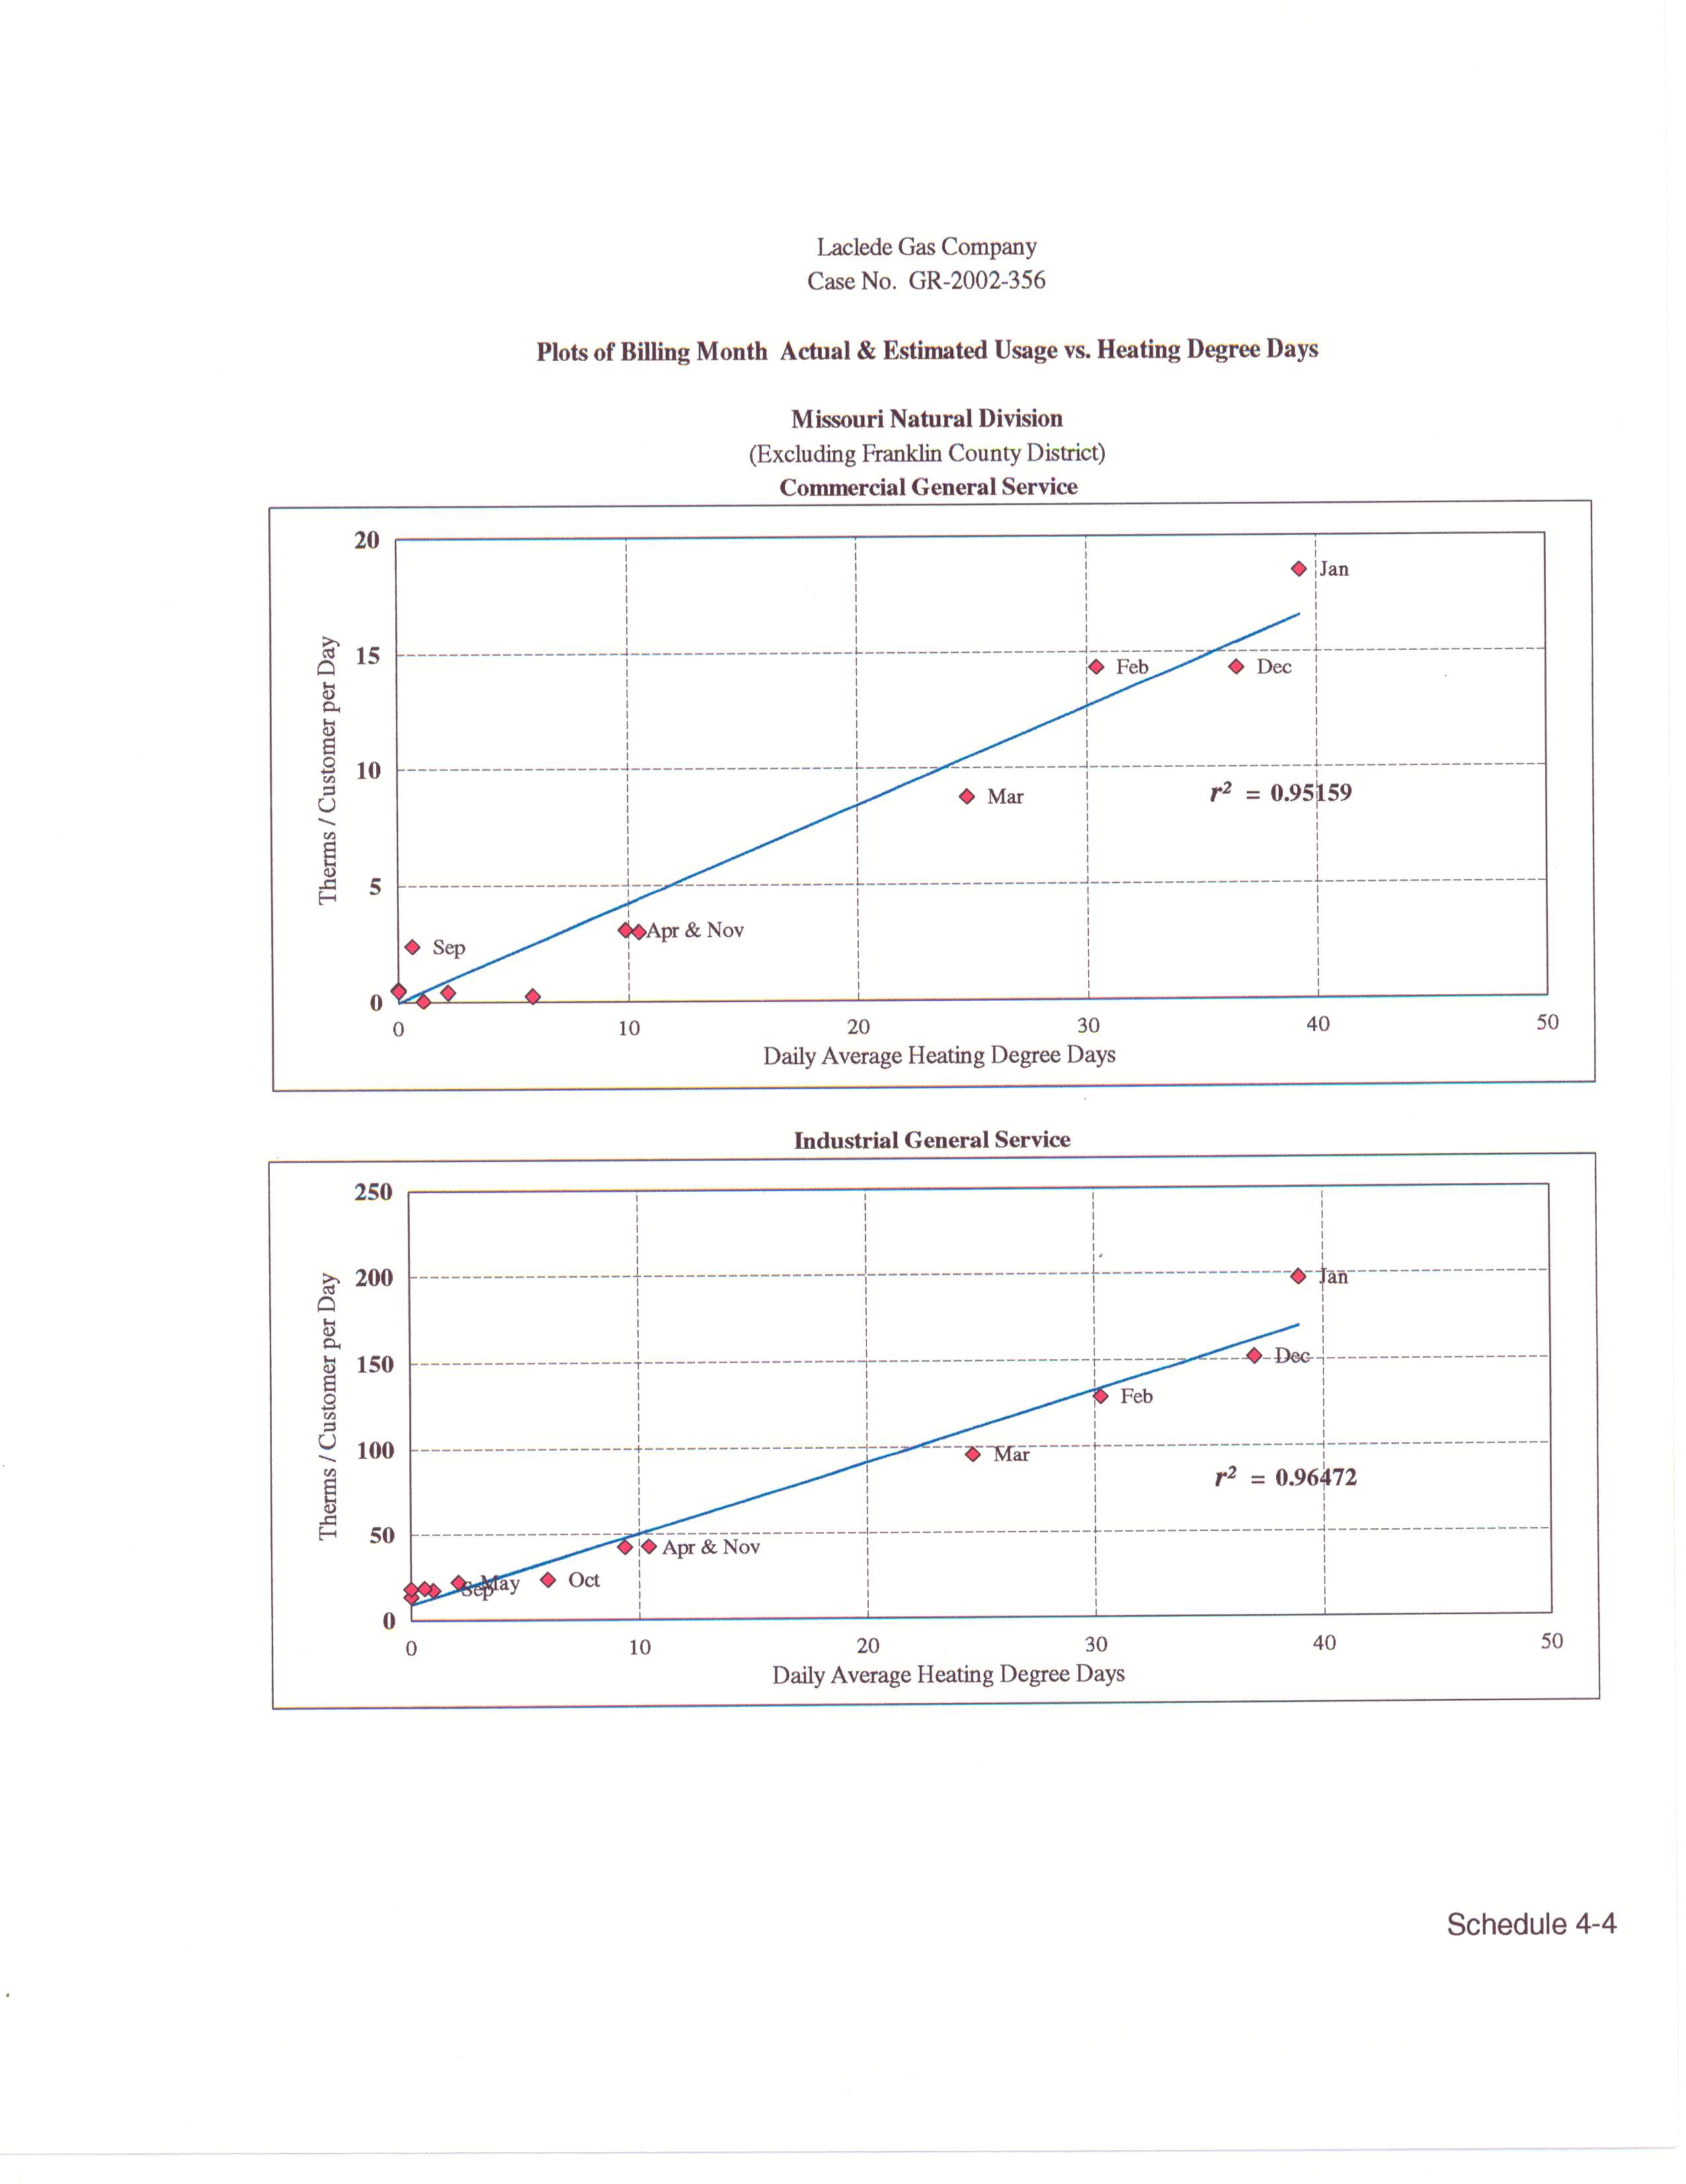 Laclede Gas Company
Case No. GR-2002-356
Plots of Billing Month Actual & Estimated Usage vs. Heating Degree Days
Missouri Natural Division
(Excluding Franklin County District)
Commercial General Service
20
15
10
5
0
Therms / Customer per Day
Jan
Feb
Dec
Mar
r² = 0.95159
Apr & Nov
Sep
0 10 20 30 40 50
Daily Average Heating Degree Days
Industrial General Service
250
200
150
100
50
0
Therms / Customer per Day
Jan
Dec
Feb
Mar
r² = 0.96472
Apr & Nov
Oct
May
Sep
0 10 20 30 40 50
Daily Average Heating Degree Days
Schedule 4-4